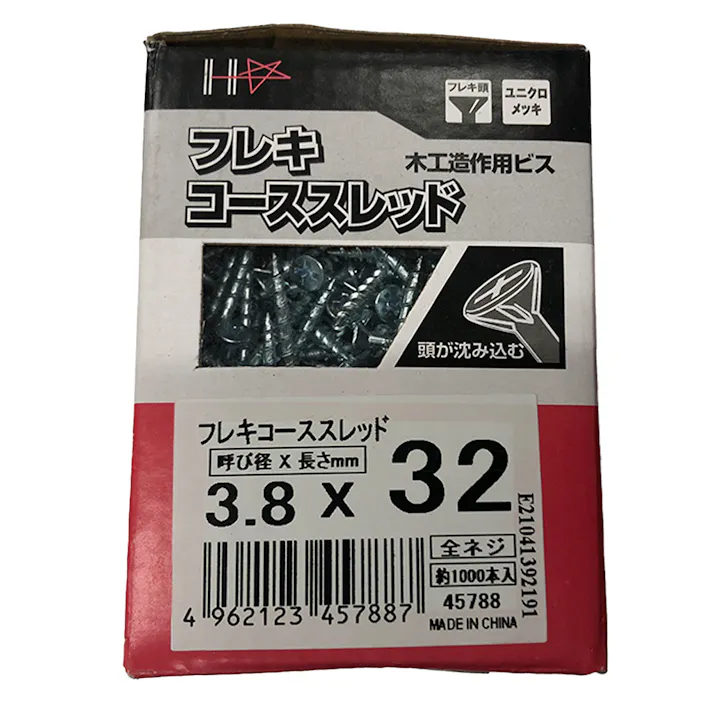 H☆
フレキ頭
ユニクロ
メッキ
フレキ
コーススレッド
木工造作用ビス
頭が沈み込む
フレキコーススレッド
呼び径 X 長さmm
3.8 x 32
全ネジ
約1000本入
45788
MADE IN CHINA
4 962123 457887
E21041392191